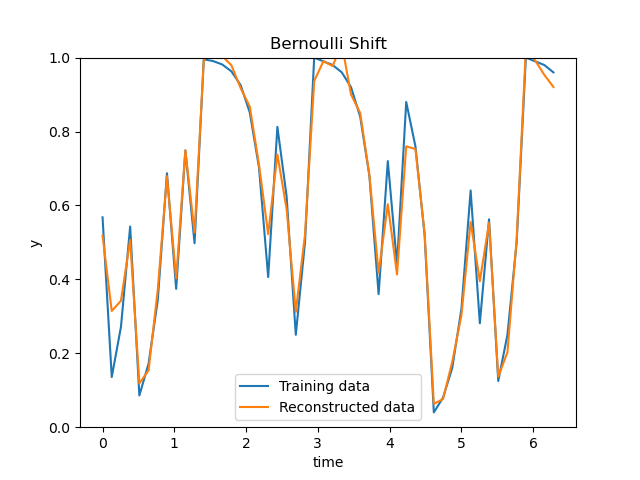 Bernoulli Shift
y
1.0
0.8
0.6
0.4
0.2
0.0
Training data
Reconstructed data
0 1 2 3 4 5 6
time